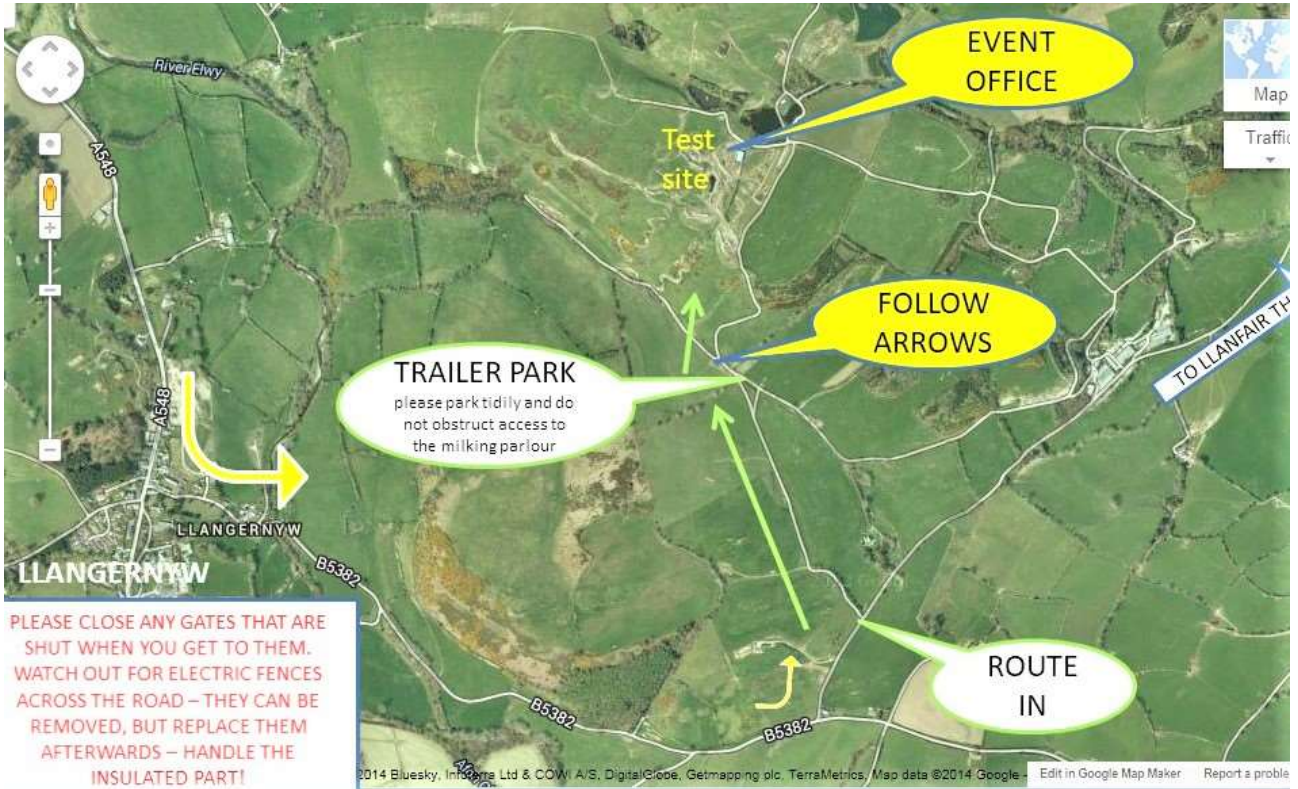 EVENT
OFFICE
Map
Traffic
River Elwy
A548
Test
site
FOLLOW
ARROWS
TO LLANFAIR TH
TRAILER PARK
please park tidily and do
not obstruct access to
the milking parlour
A548
LLANGERNYW
LLANGERNYW
B5382
PLEASE CLOSE ANY GATES THAT ARE
SHUT WHEN YOU GET TO THEM.
WATCH OUT FOR ELECTRIC FENCES
ACROSS THE ROAD – THEY CAN BE
REMOVED, BUT REPLACE THEM
AFTERWARDS – HANDLE THE
INSULATED PART!
ROUTE
IN
B5382
B5382
2014 Bluesky, Infoterra Ltd & COWI A/S, DigitalGlobe, Getmapping plc, TerraMetrics, Map data ©2014 Google -
Edit in Google Map Maker
Report a proble